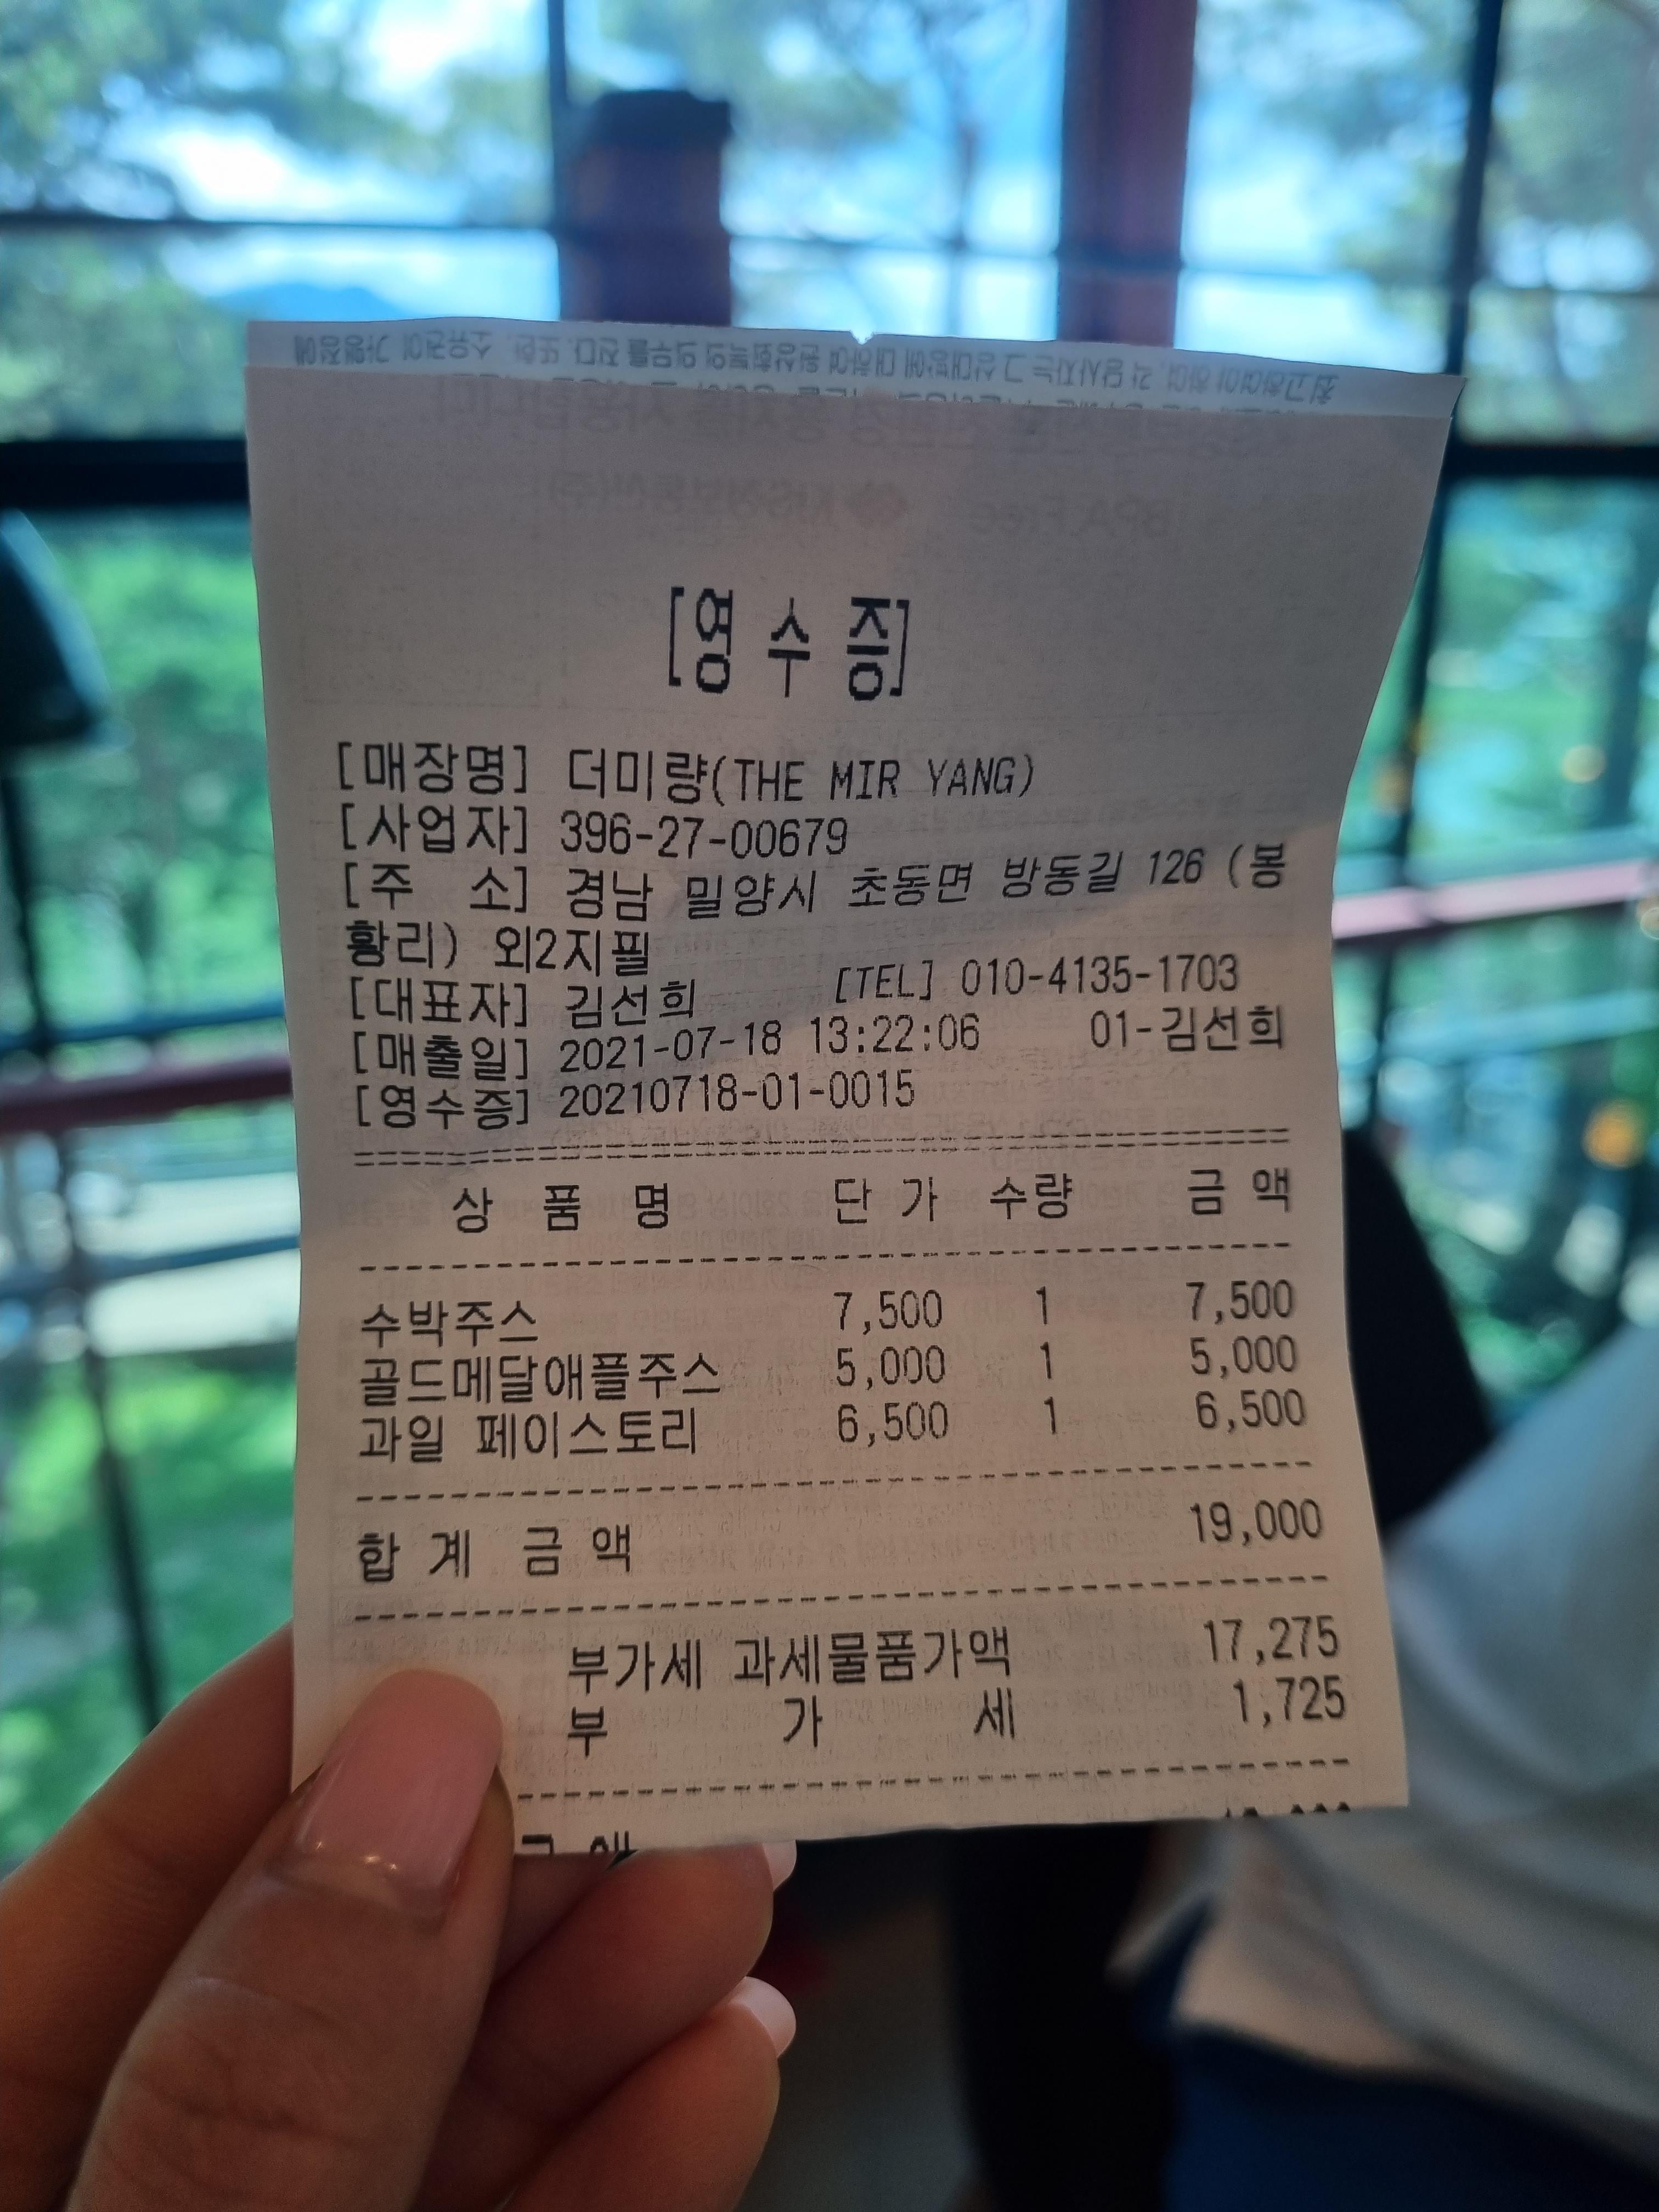 [영 수 증]
[매장명] 더미량(THE MIR YANG)
[사업자] 396-27-00679
[주 소] 경남 밀양시 초동면 방동길 126 (봉
황리) 외2지필
[대표자] 김선희 [TEL] 010-4135-1703
[매출일] 2021-07-18 13:22:06 01-김선희
[영수증] 20210718-01-0015
상 품 명 단 가 수량 금 액
수박주스 7,500 1 7,500
골드메달애플주스 5,000 1 5,000
과일 페이스토리 6,500 1 6,500
합 계 금 액 19,000
부가세 과세물품가액 17,275
부 가 세 1,725